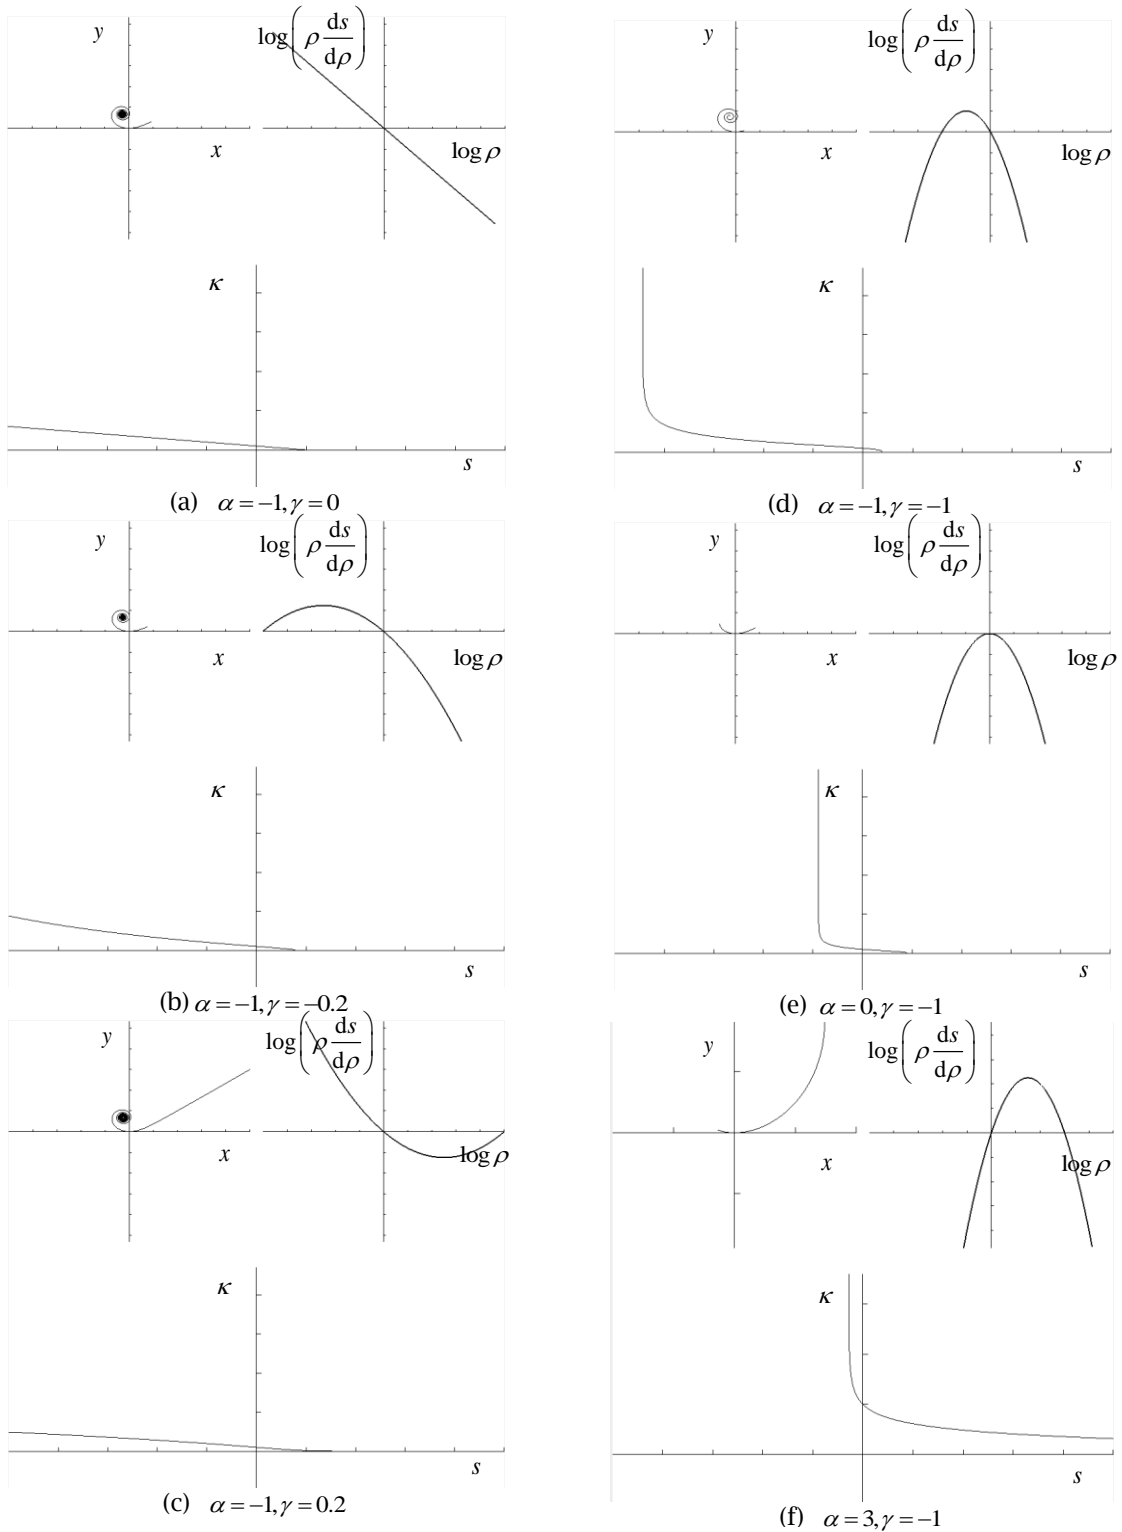 y
log(ρ ds/dρ)
x
log ρ
κ
s
(a) α = −1, γ = 0
y
log(ρ ds/dρ)
x
log ρ
κ
s
(b) α = −1, γ = −0.2
y
log(ρ ds/dρ)
x
log ρ
κ
s
(c) α = −1, γ = 0.2
y
log(ρ ds/dρ)
x
log ρ
κ
s
(d) α = −1, γ = −1
y
log(ρ ds/dρ)
x
log ρ
κ
s
(e) α = 0, γ = −1
y
log(ρ ds/dρ)
x
log ρ
κ
s
(f) α = 3, γ = −1